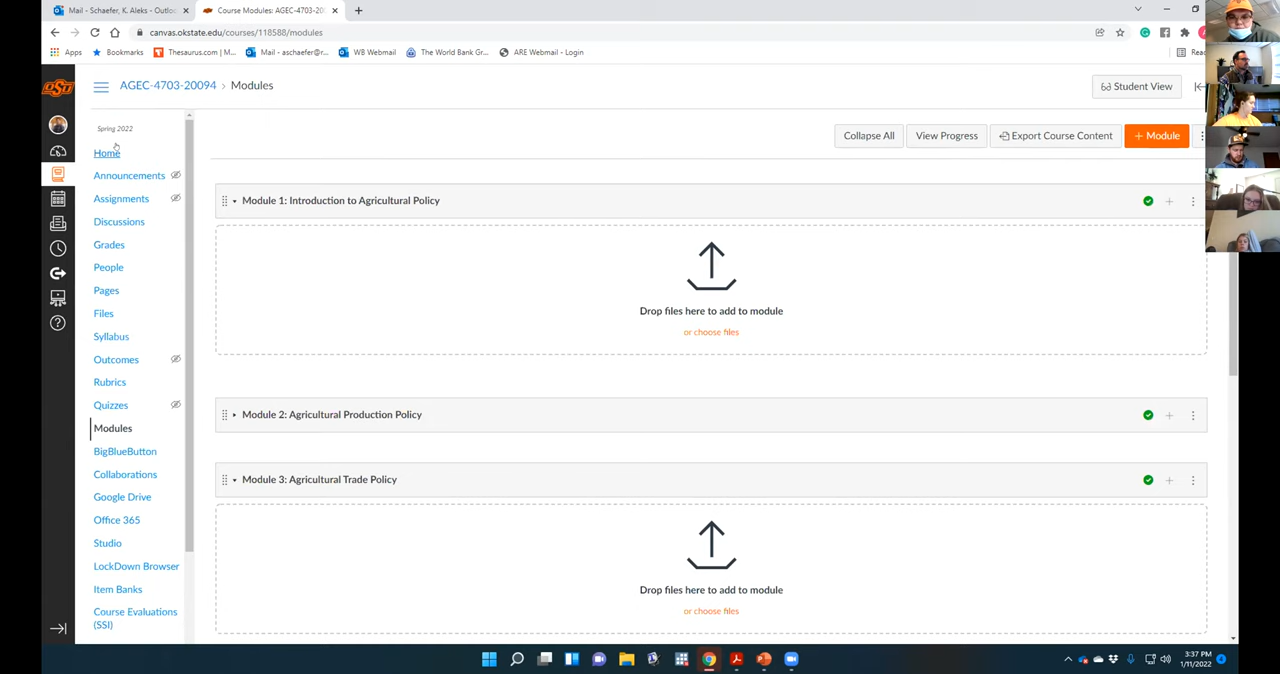 Mail - Schaefer, K. Aleks - Outloo
Course Modules: AGEC-4703-202
canvas.okstate.edu/courses/118588/modules
Apps
Bookmarks
Thesaurus.com | M...
Mail - aschaefer@r...
WB Webmail
The World Bank Gr...
ARE Webmail - Login
Rea
OSU
AGEC-4703-20094 > Modules
Student View
Spring 2022
Home
Announcements
Assignments
Discussions
Grades
People
Pages
Files
Syllabus
Outcomes
Rubrics
Quizzes
Modules
BigBlueButton
Collaborations
Google Drive
Office 365
Studio
LockDown Browser
Item Banks
Course Evaluations
(SSI)
Collapse All
View Progress
Export Course Content
+ Module
Module 1: Introduction to Agricultural Policy
Drop files here to add to module
or choose files
Module 2: Agricultural Production Policy
Module 3: Agricultural Trade Policy
Drop files here to add to module
or choose files
3:37 PM
1/11/2022